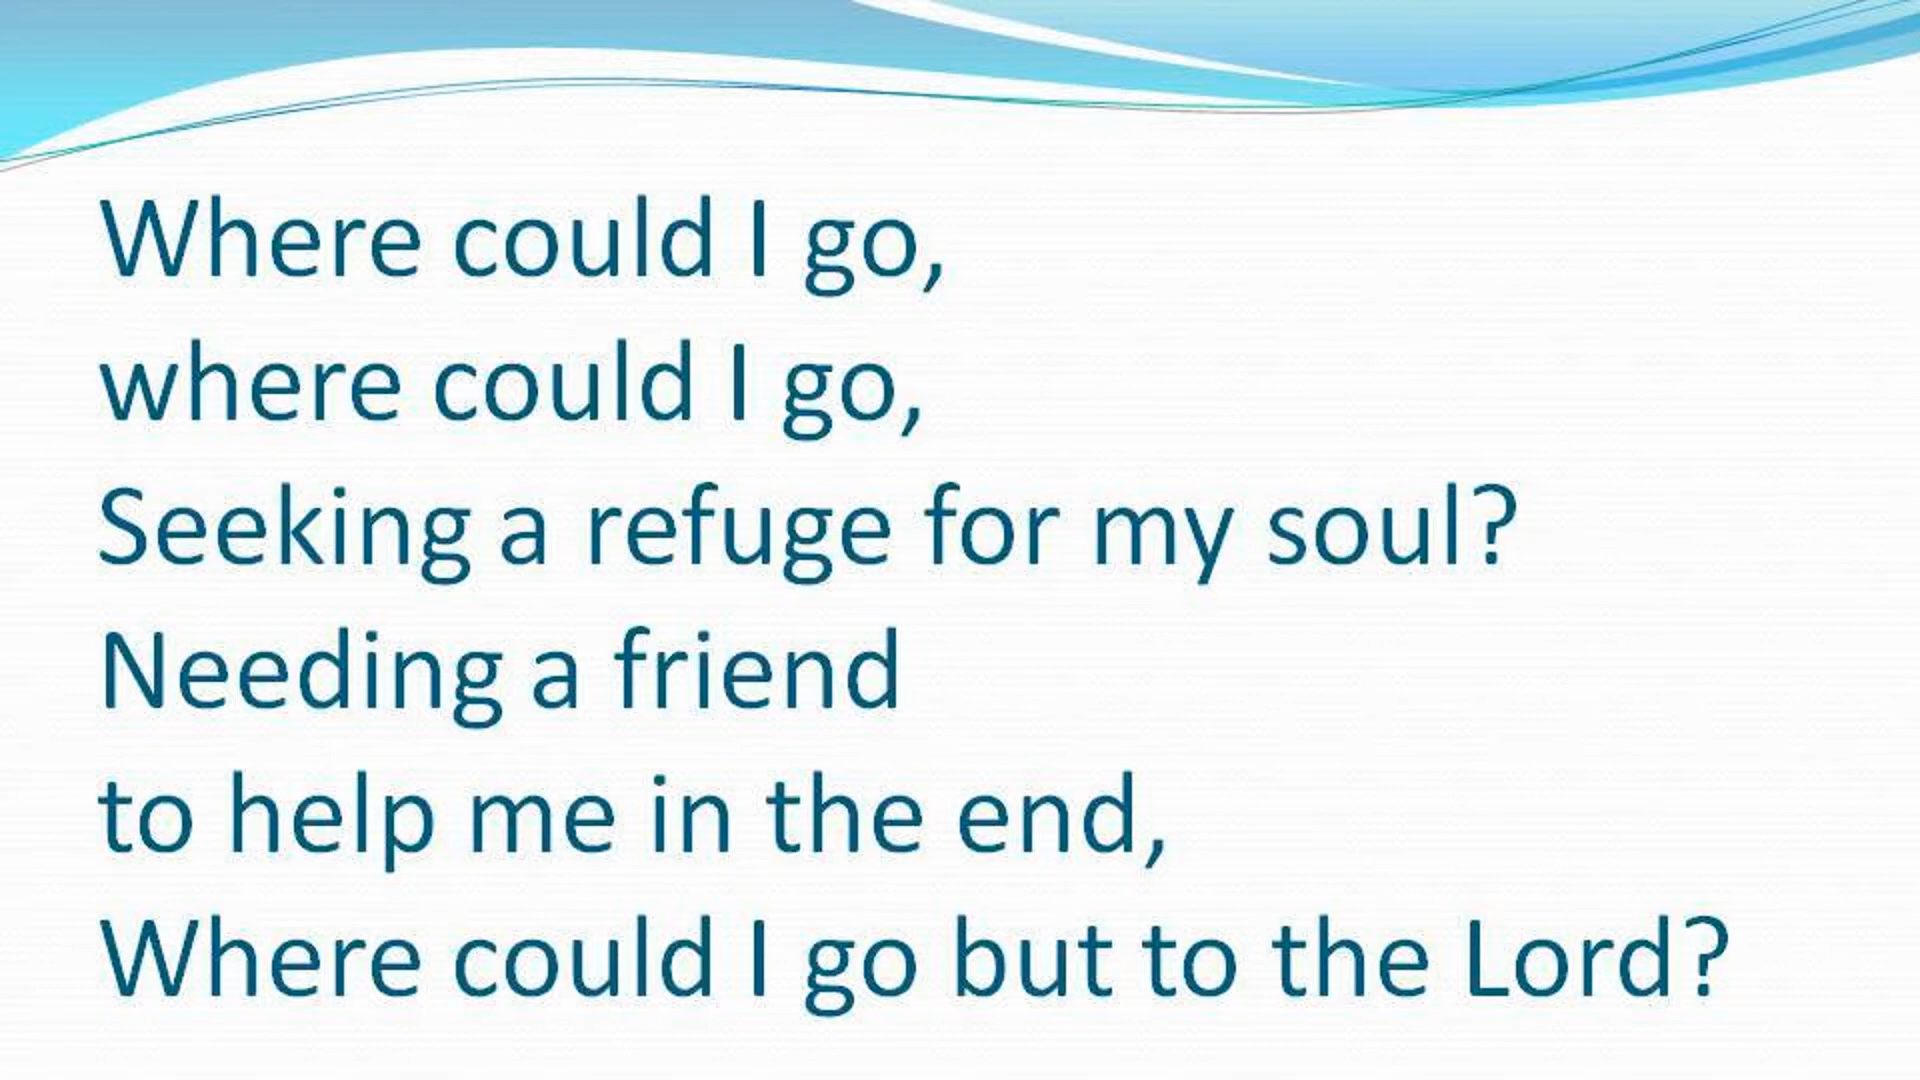 Where could I go,
where could I go,
Seeking a refuge for my soul?
Needing a friend
to help me in the end,
Where could I go but to the Lord?